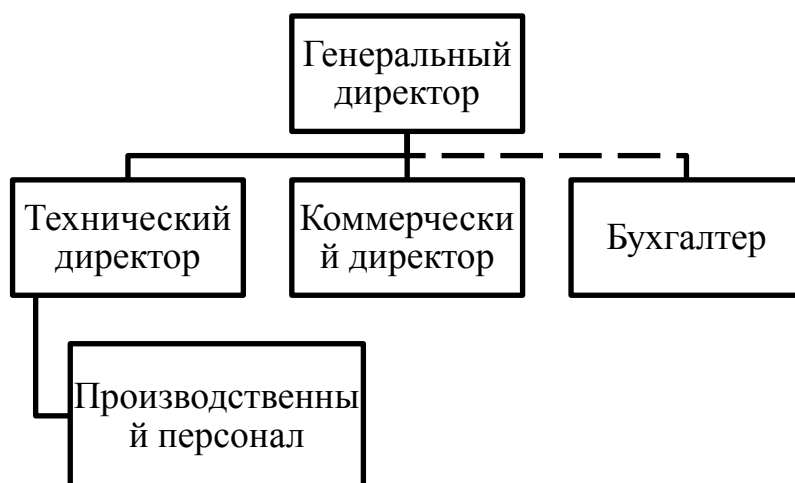 Генеральный
директор
Технический
директор
Коммерчески
й директор
Бухгалтер
Производственны
й персонал